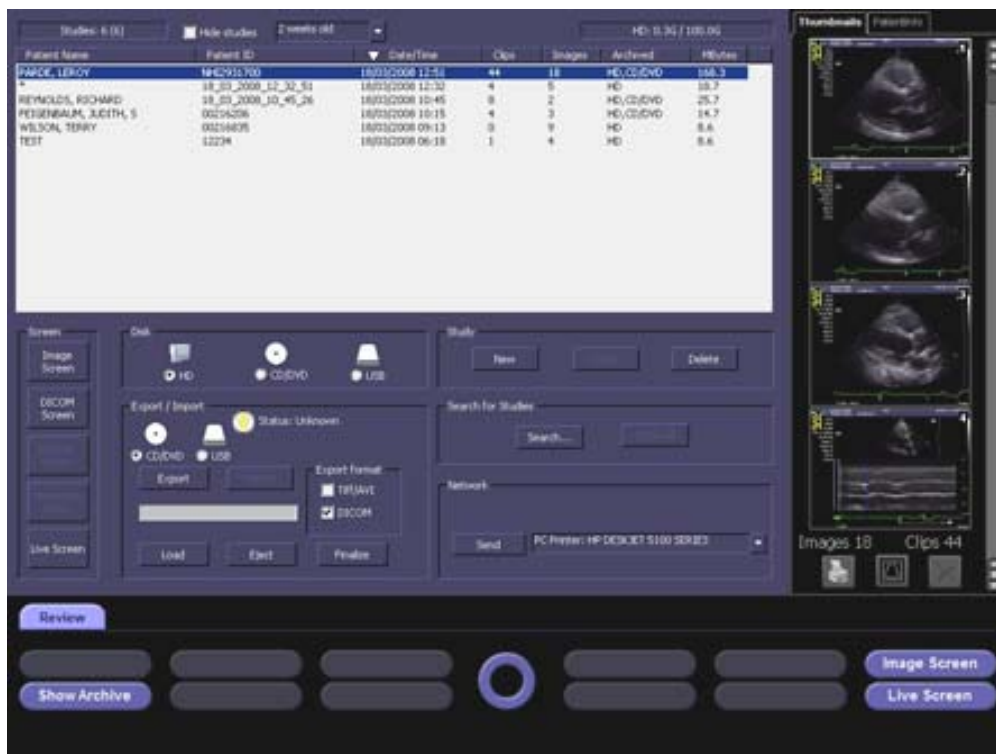 Studies: 6 (6)
Hide studies
2 weeks old
HD: 0.3G / 100.0G
Thumbnails
Patient Name Patient ID Date/Time Clips Images Archived MBytes
PARDE, LEROY NHI2931700 18/03/2008 12:51 44 18 HD,CD/DVD 168.3
* 18_03_2008_12_32_51 18/03/2008 12:32 4 5 HD 10.7
REYNOLDS, RICHARD 18_03_2008_10_45_26 18/03/2008 10:45 8 2 HD,CD/DVD 25.7
FEIGENBAUM, JUDITH, S 00216206 18/03/2008 10:15 4 3 HD,CD/DVD 14.7
WILSON, TERRY 00216035 18/03/2008 09:13 0 9 HD 8.6
TEST 12234 18/03/2008 06:18 1 4 HD 8.6
1
2
3
4
Screen
Image Screen
DICOM Screen
Live Screen
Disk
HD
CD/DVD
USB
Export / Import
Status: Unknown
CD/DVD
USB
Export
Export format
Tiff/AVI
DICOM
Load
Eject
Finalize
Study
New
Delete
Search for Studies
Search...
Network
Send
PC Printer: HP DESKJET 5100 SERIES
Images 18 Clips 44
Review
Image Screen
Show Archive
Live Screen